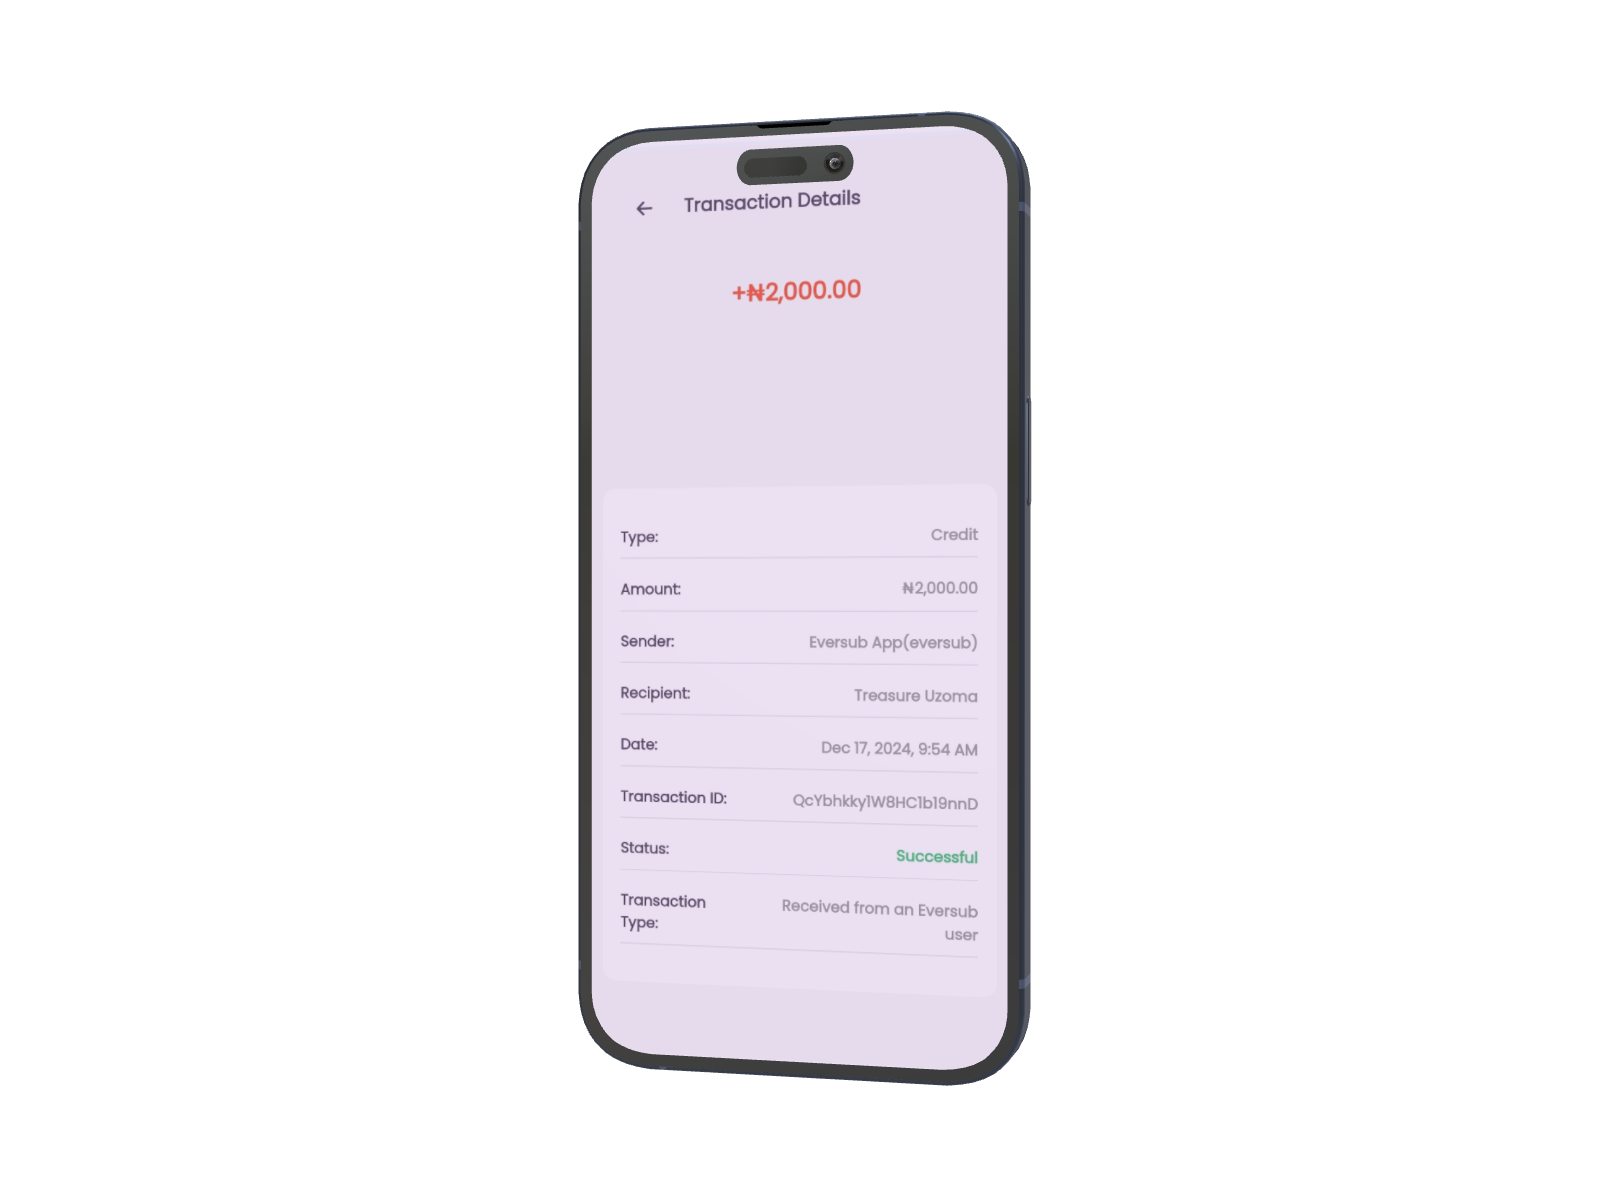 Transaction Details
+₦2,000.00
Type: Credit
Amount: ₦2,000.00
Sender: Eversub App(eversub)
Recipient: Treasure Uzoma
Date: Dec 17, 2024, 9:54 AM
Transaction ID: QcYbhkky1W8HC1b19nnD
Status: Successful
Transaction Received from an Eversub
Type: user